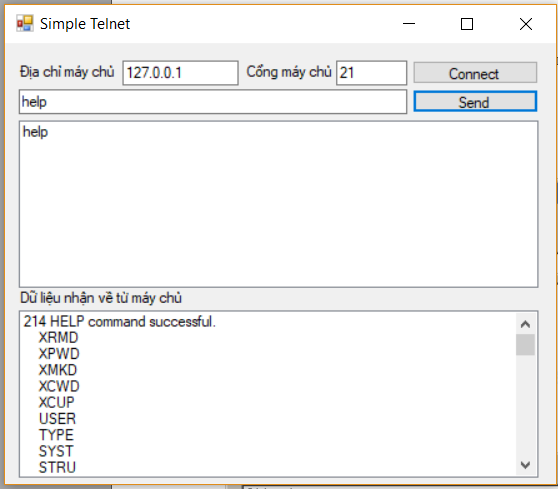 Simple Telnet
Địa chỉ máy chủ 127.0.0.1 Cổng máy chủ 21 Connect
help Send
help
Dữ liệu nhận về từ máy chủ
214 HELP command successful.
XRMD
XPWD
XMKD
XCWD
XCUP
USER
TYPE
SYST
STRU